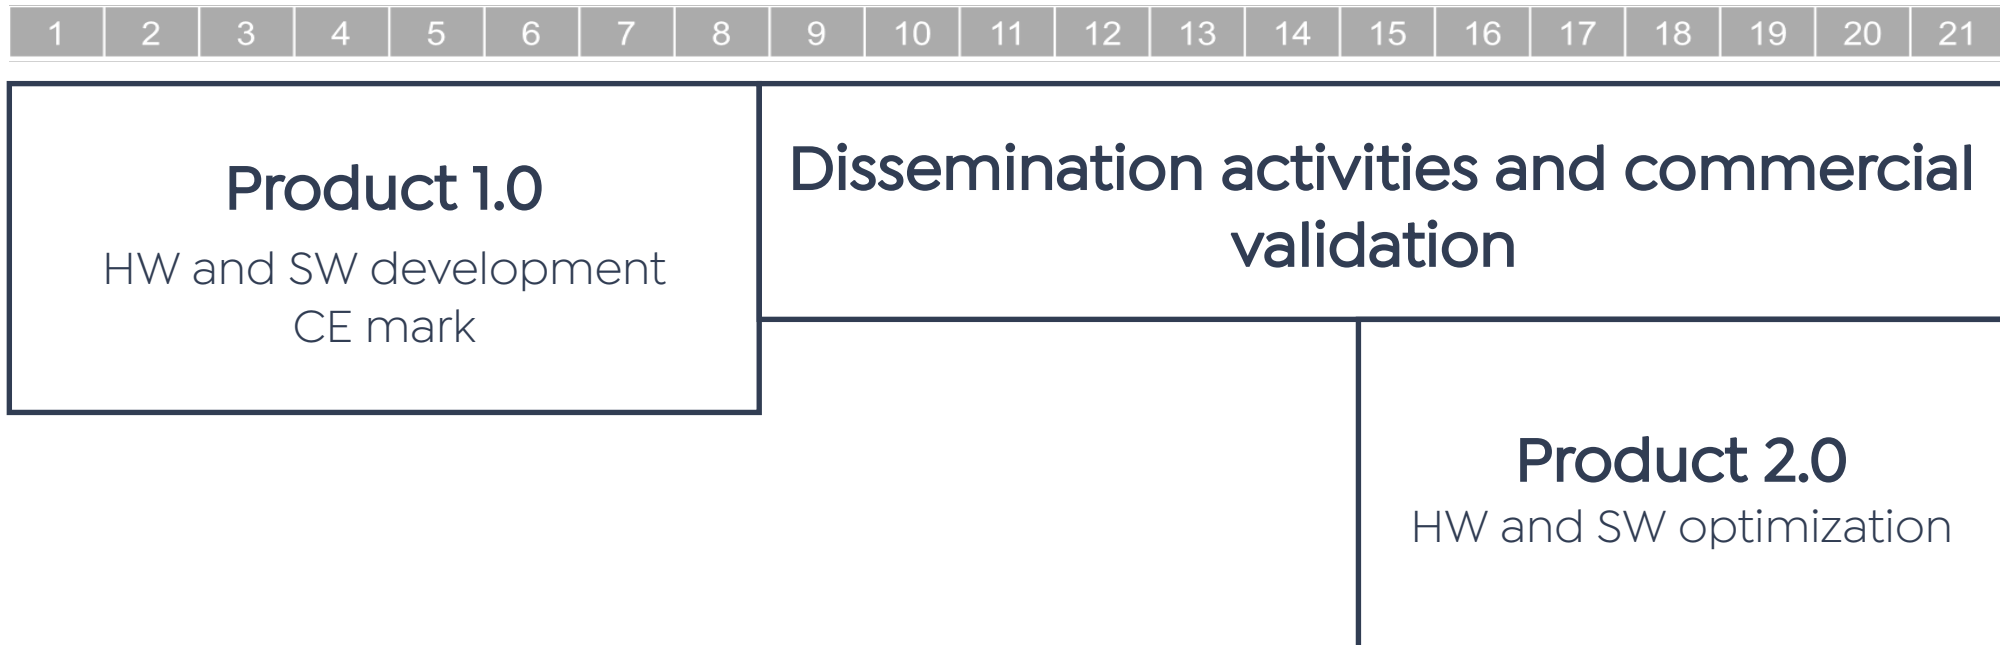 1 2 3 4 5 6 7 8 9 10 11 12 13 14 15 16 17 18 19 20 21
Product 1.0
HW and SW development
CE mark
Dissemination activities and commercial
validation
Product 2.0
HW and SW optimization